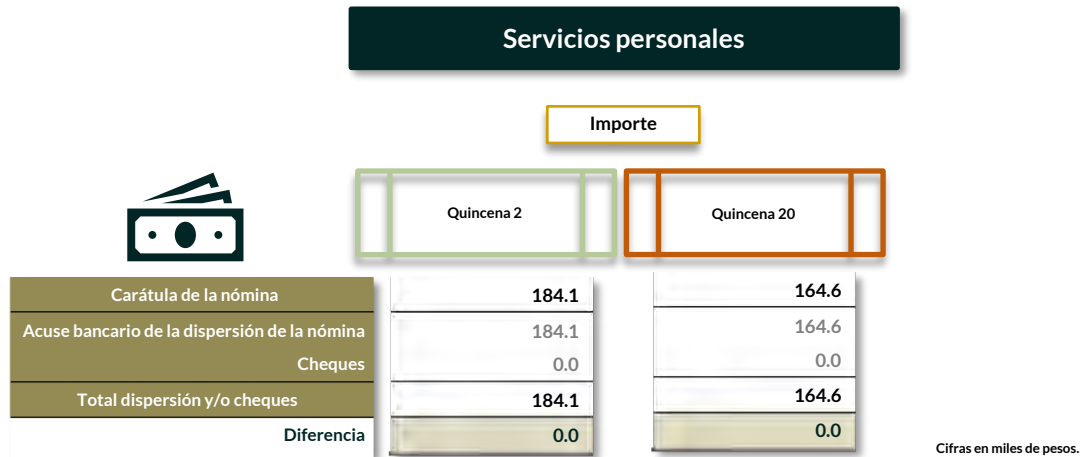 Servicios personales
Importe
Quincena 2
Quincena 20
Carátula de la nómina 184.1 164.6
Acuse bancario de la dispersión de la nómina 184.1 164.6
Cheques 0.0 0.0
Total dispersión y/o cheques 184.1 164.6
Diferencia 0.0 0.0
Cifras en miles de pesos.